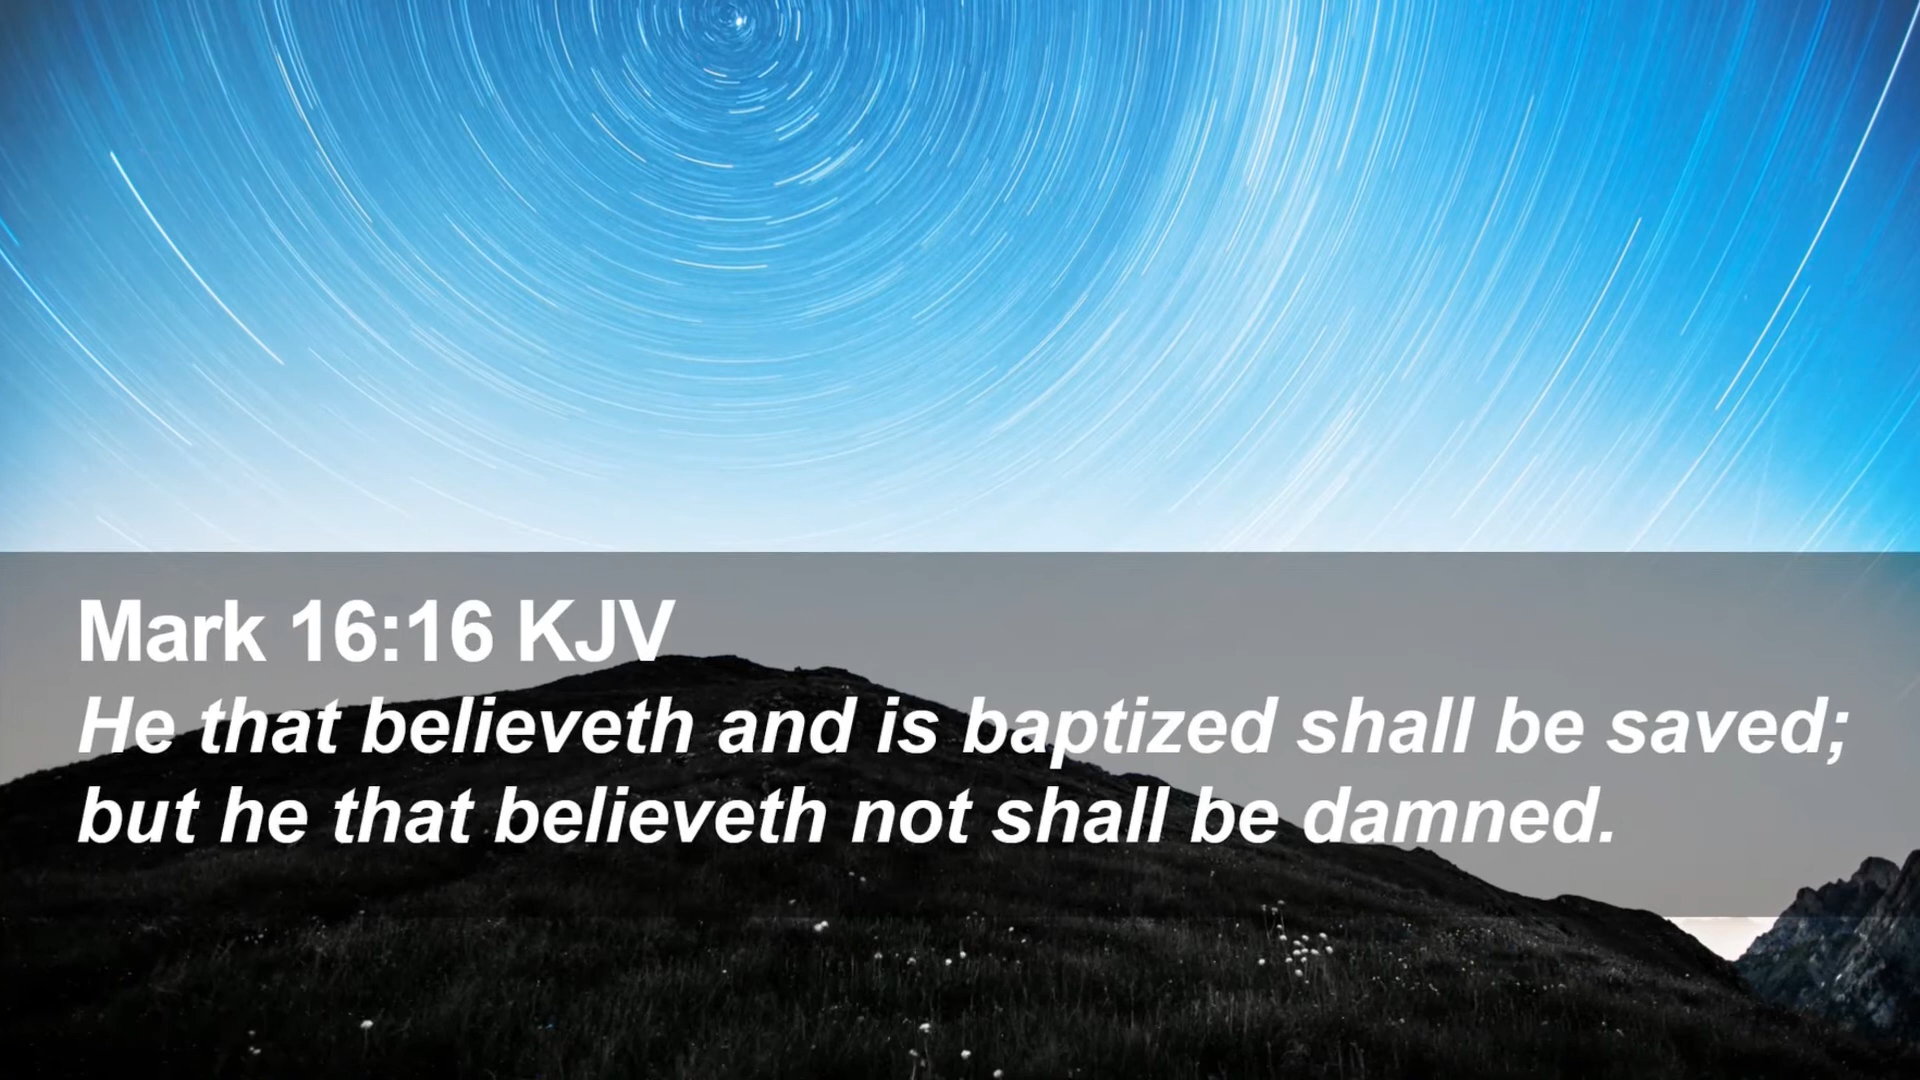 Mark 16:16 KJV
He that believeth and is baptized shall be saved;
but he that believeth not shall be damned.